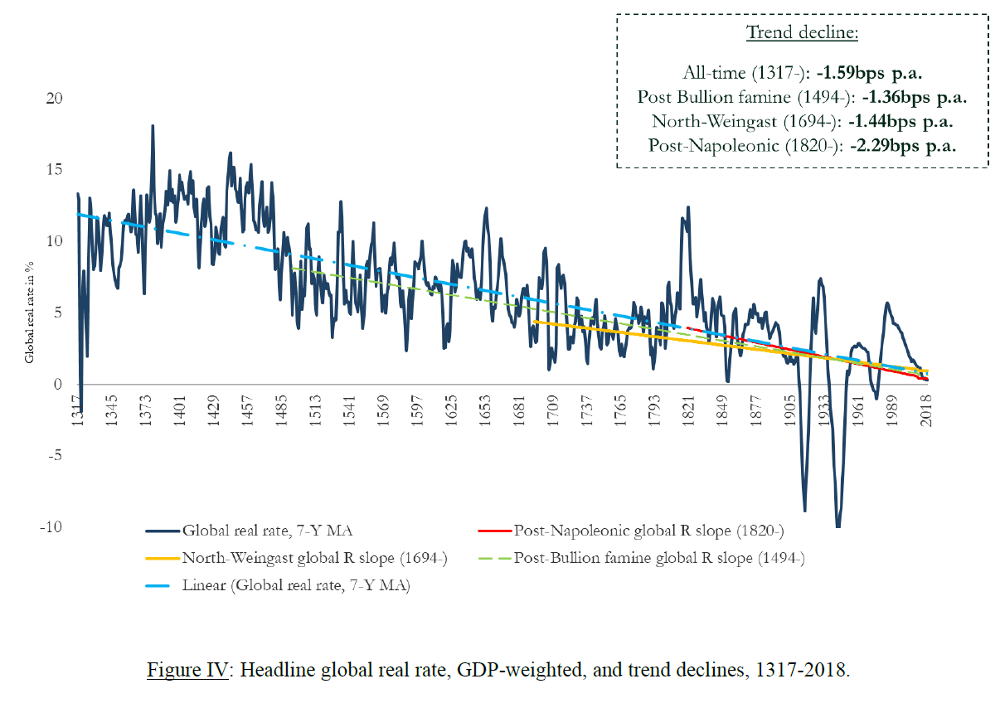 Trend decline:
All-time (1317-): -1.59bps p.a.
Post Bullion famine (1494-): -1.36bps p.a.
North-Weingast (1694-): -1.44bps p.a.
Post-Napoleonic (1820-): -2.29bps p.a.
20
15
10
5
0
-5
-10
Global real rate in %
1317
1345
1373
1401
1429
1457
1485
1513
1541
1569
1597
1625
1653
1681
1709
1737
1765
1793
1821
1849
1877
1905
1933
1961
1989
2018
Global real rate, 7-Y MA
Post-Napoleonic global R slope (1820-)
North-Weingast global R slope (1694-)
Post-Bullion famine global R slope (1494-)
Linear (Global real rate, 7-Y MA)
Figure IV: Headline global real rate, GDP-weighted, and trend declines, 1317-2018.